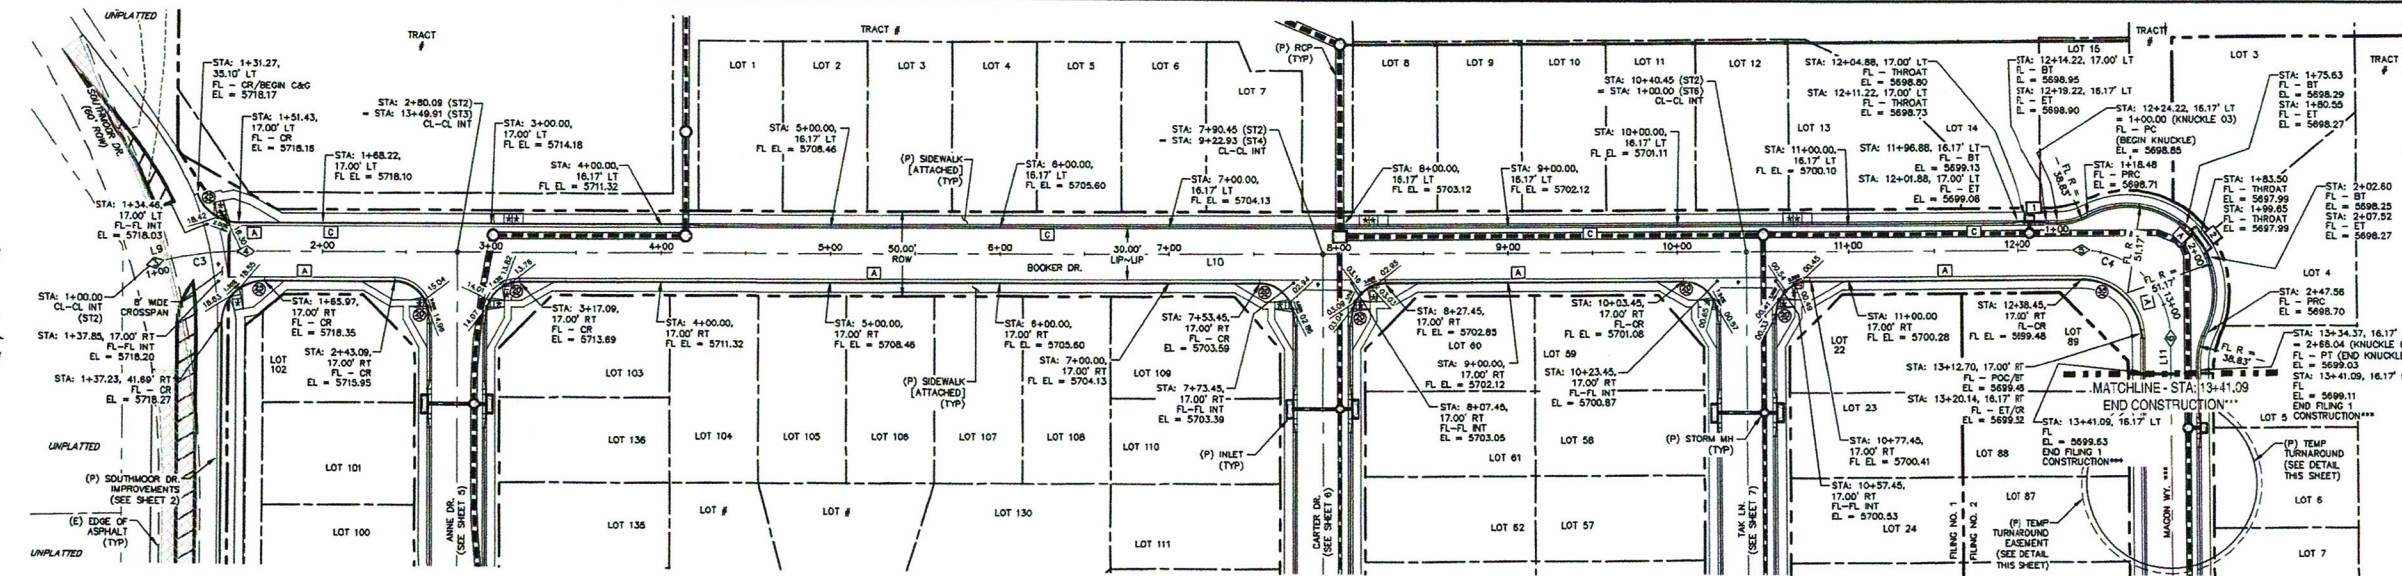 UNPLATTED
TRACT
#
SOUTHMOOR DR.
(60' ROW)
STA: 1+31.27,
35.10' LT
FL - CR/BEGIN C&G
EL = 5718.17
STA: 1+51.43,
17.00' LT
FL - CR
EL = 5718.15
STA: 1+68.22,
17.00' LT
FL EL = 5718.10
STA: 2+80.09 (ST2)
= STA: 13+49.91 (ST3)
CL-CL INT
STA: 3+00.00,
17.00' LT
FL EL = 5714.18
STA: 4+00.00,
16.17' LT
FL EL = 5711.32
TRACT #
LOT 1
LOT 2
LOT 3
LOT 4
LOT 5
LOT 6
LOT 7
STA: 5+00.00,
16.17' LT
FL EL = 5708.46
(P) SIDEWALK
[ATTACHED]
(TYP)
STA: 6+00.00,
16.17' LT
FL EL = 5705.60
STA: 7+00.00,
16.17' LT
FL EL = 5704.13
STA: 7+90.45 (ST2)
= STA: 9+22.93 (ST4)
CL-CL INT
(P) RCP
(TYP)
LOT 8
LOT 9
LOT 10
LOT 11
LOT 12
LOT 13
LOT 14
LOT 15
STA: 8+00.00,
16.17' LT
FL EL = 5703.12
STA: 9+00.00,
16.17' LT
FL EL = 5702.12
STA: 10+00.00,
16.17' LT
FL EL = 5701.11
STA: 10+40.45 (ST2)
= STA: 1+00.00 (ST6)
CL-CL INT
STA: 11+00.00,
16.17' LT
FL EL = 5700.10
STA: 12+04.88, 17.00' LT
FL - THROAT
EL = 5698.80
STA: 12+11.22, 17.00' LT
FL - THROAT
EL = 5698.73
STA: 11+96.88, 16.17' LT
FL - BT
EL = 5699.13
STA: 12+01.88, 17.00' LT
FL - ET
EL = 5699.08
STA: 12+14.22, 17.00' LT
FL - BT
EL = 5698.95
STA: 12+19.22, 16.17' LT
FL - ET
EL = 5698.90
STA: 12+24.22, 16.17' LT
= 1+00.00 (KNUCKLE 03)
FL - PC
(BEGIN KNUCKLE)
EL = 5698.85
STA: 1+18.48
FL - PRC
EL = 5698.71
TRACT
#
LOT 3
TRACT
#
STA: 1+75.63
FL - BT
EL = 5698.29
STA: 1+80.55
FL - ET
EL = 5698.27
STA: 1+83.50
FL - THROAT
EL = 5697.99
STA: 1+99.65
FL - THROAT
EL = 5697.99
STA: 2+02.60
FL - BT
EL = 5698.25
STA: 2+07.52
FL - ET
EL = 5698.27
LOT 4
STA: 2+47.56
FL - PRC
EL = 5698.70
STA: 13+34.37, 16.17'
= 2+66.04 (KNUCKLE
FL - PT (END KNUCKLE
EL = 5699.03
STA: 13+41.09, 16.17'
FL
EL = 5699.11
END FILING 1
CONSTRUCTION***
STA: 1+34.46,
17.00' LT
FL-FL INT
EL = 5718.03
L9
C3
1+00
2+00
3+00
4+00
5+00
6+00
7+00
8+00
9+00
10+00
11+00
12+00
1+00
2+00
13+00
50.00'
ROW
30.00'
LIP-LIP
BOOKER DR.
L10
C4
L11
FL R =
38.83'
FL R =
51.17'
FL R =
51.17'
FL R =
38.83'
STA: 1+00.00
CL-CL INT
(ST2)
8' WIDE
CROSSPAN
STA: 1+37.85, 17.00' RT
FL-FL INT
EL = 5718.20
STA: 1+37.23, 41.69' RT
FL - CR
EL = 5718.27
STA: 1+65.97,
17.00' RT
FL - CR
EL = 5718.35
STA: 2+43.09,
17.00' RT
FL - CR
EL = 5715.95
LOT
102
STA: 3+17.09,
17.00' RT
FL - CR
EL = 5713.69
STA: 4+00.00,
17.00' RT
FL EL = 5711.32
STA: 5+00.00,
17.00' RT
FL EL = 5708.46
STA: 6+00.00,
17.00' RT
FL EL = 5705.60
STA: 7+00.00,
17.00' RT
FL EL = 5704.13
STA: 7+53.45,
17.00' RT
FL - CR
EL = 5703.59
STA: 7+73.45,
17.00' RT
FL-FL INT
EL = 5703.39
STA: 8+27.45,
17.00' RT
EL = 5702.85
LOT 60
STA: 9+00.00,
17.00' RT
FL EL = 5702.12
STA: 8+07.45,
17.00' RT
FL-FL INT
EL = 5703.05
STA: 10+03.45,
17.00' RT
FL-CR
EL = 5701.08
LOT 59
STA: 10+23.45,
17.00' RT
FL-FL INT
EL = 5700.87
STA: 11+00.00
17.00' RT
FL EL = 5700.28
STA: 12+38.45,
17.00' RT
FL-CR
EL = 5699.48
LOT
22
LOT
89
STA: 13+12.70, 17.00' RT
FL - POC/BT
EL = 5699.48
STA: 13+20.14, 16.17' RT
FL - ET/CR
EL = 5699.52
MATCHLINE - STA: 13+41.09
END CONSTRUCTION***
STA: 13+41.09, 16.17' LT
FL
EL = 5699.63
END FILING 1
CONSTRUCTION***
STA: 10+77.45,
17.00' RT
FL EL = 5700.41
STA: 10+57.45,
17.00' RT
FL-FL INT
EL = 5700.53
LOT 103
LOT 109
(P) SIDEWALK
[ATTACHED]
(TYP)
LOT 136
LOT 104
LOT 105
LOT 106
LOT 107
LOT 108
LOT 110
(P) INLET
(TYP)
LOT 61
LOT 58
(P) STORM MH
(TYP)
LOT 23
LOT 88
LOT 5
(P) TEMP
TURNAROUND
(SEE DETAIL
THIS SHEET)
UNPLATTED
(P) SOUTHMOOR DR.
IMPROVEMENTS
(SEE SHEET 2)
LOT 101
(E) EDGE OF
ASPHALT
(TYP)
UNPLATTED
LOT 100
ANNE DR.
(SEE SHEET 5)
LOT 135
LOT #
LOT #
LOT 130
LOT 111
CARTER DR.
(SEE SHEET 6)
LOT 62
LOT 57
TAK LN.
(SEE SHEET 7)
LOT 24
FILING NO. 1
FILING NO. 2
LOT 87
(P) TEMP
TURNAROUND
EASEMENT
(SEE DETAIL
THIS SHEET)
MACON WY. ***
LOT 6
LOT 7